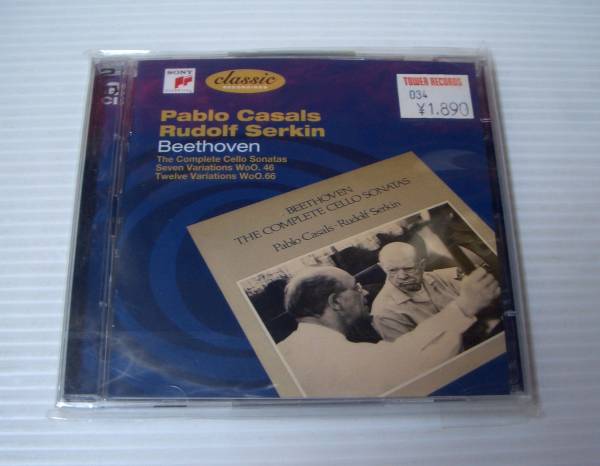 SONY
classic
RECORDINGS
TOWER RECORDS
034
¥1,890
Pablo Casals
Rudolf Serkin
Beethoven
The Complete Cello Sonatas
Seven Variations WoO. 46
Twelve Variations WoO.66
BEETHOVEN
THE COMPLETE CELLO SONATAS
Pablo Casals • Rudolf Serkin